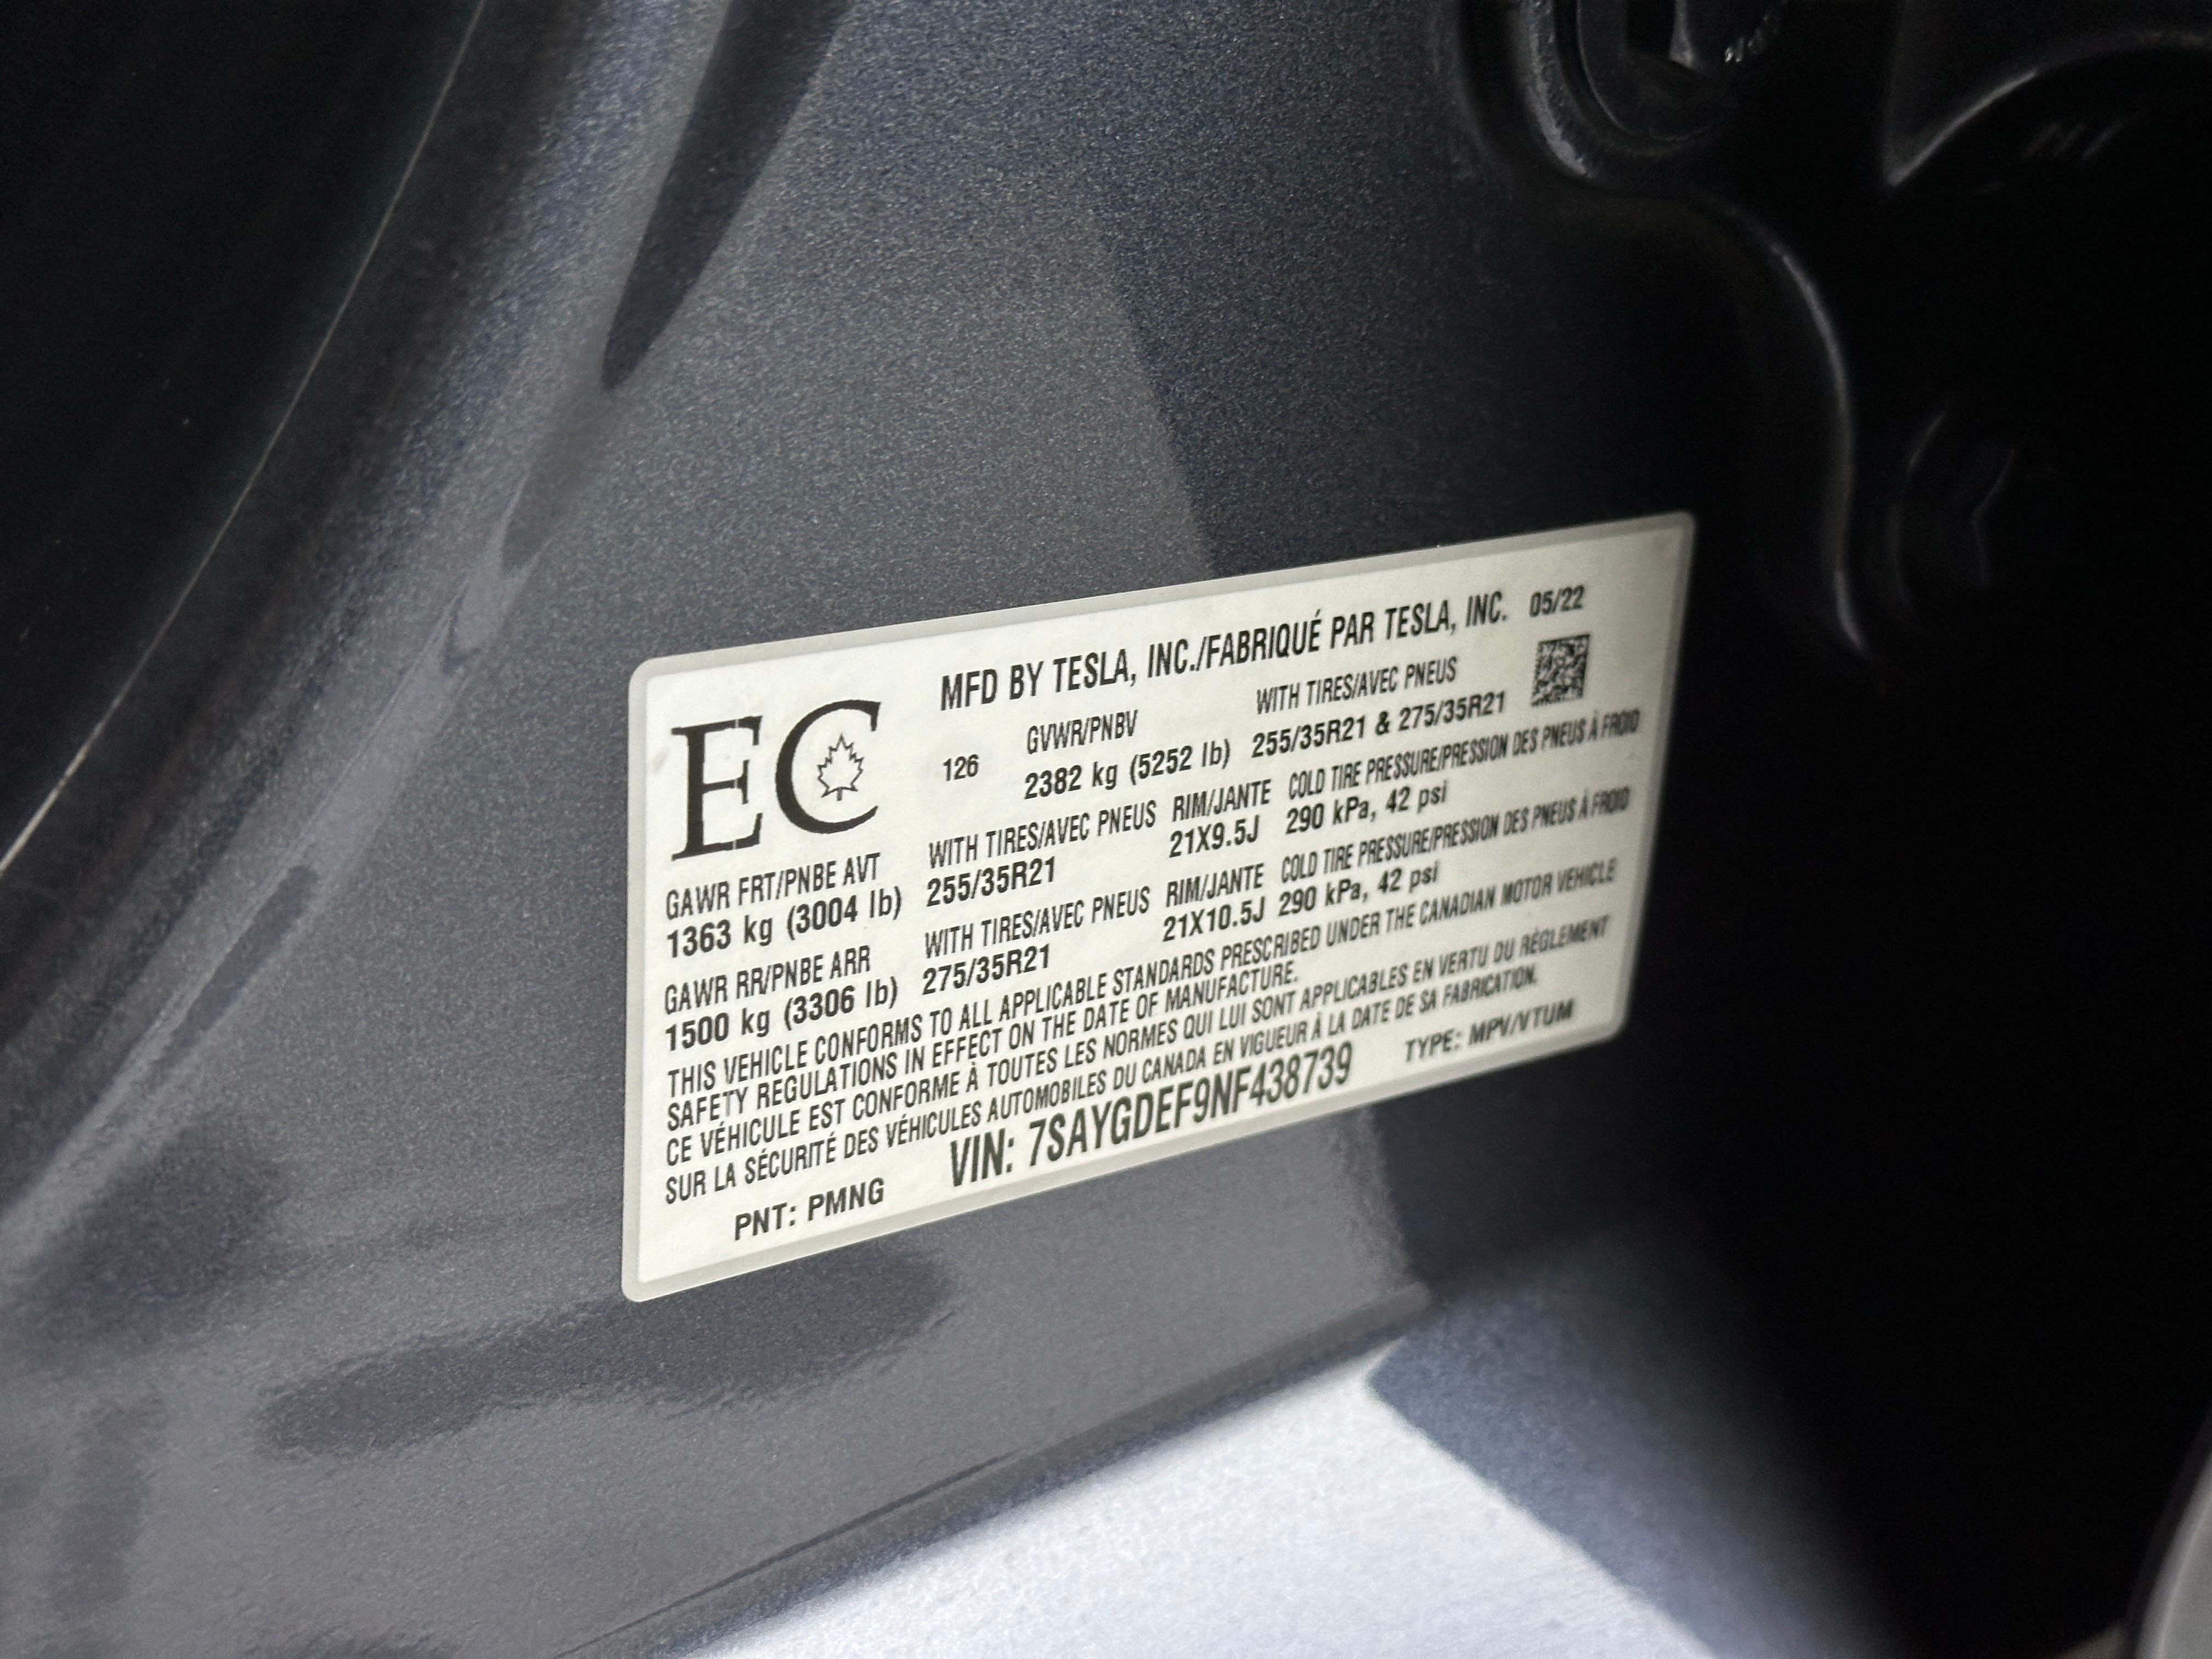 MFD BY TESLA, INC./FABRIQUÉ PAR TESLA, INC. 05/22
EC
126
GVWR/PNBV
2382 kg (5252 lb)
WITH TIRES/AVEC PNEUS
255/35R21 & 275/35R21
GAWR FRT/PNBE AVT WITH TIRES/AVEC PNEUS RIM/JANTE COLD TIRE PRESSURE/PRESSION DES PNEUS À FROID
1363 kg (3004 lb) 255/35R21 21X9.5J 290 kPa, 42 psi
GAWR RR/PNBE ARR WITH TIRES/AVEC PNEUS RIM/JANTE COLD TIRE PRESSURE/PRESSION DES PNEUS À FROID
1500 kg (3306 lb) 275/35R21 21X10.5J 290 kPa, 42 psi
THIS VEHICLE CONFORMS TO ALL APPLICABLE STANDARDS PRESCRIBED UNDER THE CANADIAN MOTOR VEHICLE
SAFETY REGULATIONS IN EFFECT ON THE DATE OF MANUFACTURE.
CE VÉHICULE EST CONFORME À TOUTES LES NORMES QUI LUI SONT APPLICABLES EN VERTU DU RÈGLEMENT
SUR LA SÉCURITÉ DES VÉHICULES AUTOMOBILES DU CANADA EN VIGUEUR À LA DATE DE SA FABRICATION.
PNT: PMNG VIN: 7SAYGDEF9NF438739 TYPE: MPV/VTUM